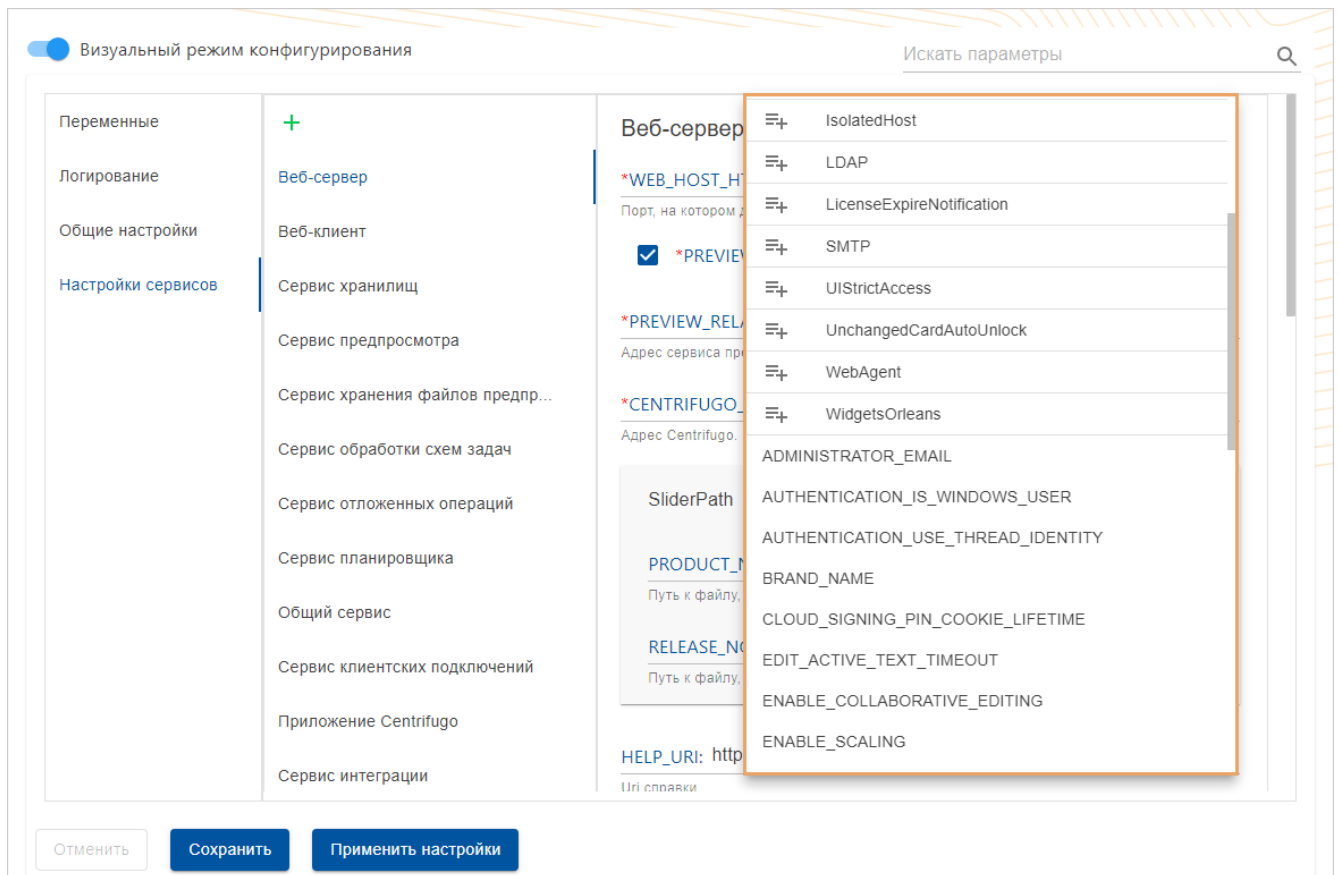 Визуальный режим конфигурирования
Искать параметры
Переменные
Логирование
Общие настройки
Настройки сервисов
+
Веб-сервер
Веб-клиент
Сервис хранилищ
Сервис предпросмотра
Сервис хранения файлов предпр...
Сервис обработки схем задач
Сервис отложенных операций
Сервис планировщика
Общий сервис
Сервис клиентских подключений
Приложение Centrifugo
Сервис интеграции
Веб-сервер
*WEB_HOST_H
Порт, на котором
*PREVIE
*PREVIEW_REL
Адрес сервиса пр
*CENTRIFUGO_
Адрес Centrifugo.
SliderPath
PRODUCT_N
Путь к файлу,
RELEASE_NO
Путь к файлу,
HELP_URI: http
Uri справки
IsolatedHost
LDAP
LicenseExpireNotification
SMTP
UIStrictAccess
UnchangedCardAutoUnlock
WebAgent
WidgetsOrleans
ADMINISTRATOR_EMAIL
AUTHENTICATION_IS_WINDOWS_USER
AUTHENTICATION_USE_THREAD_IDENTITY
BRAND_NAME
CLOUD_SIGNING_PIN_COOKIE_LIFETIME
EDIT_ACTIVE_TEXT_TIMEOUT
ENABLE_COLLABORATIVE_EDITING
ENABLE_SCALING
Отменить
Сохранить
Применить настройки